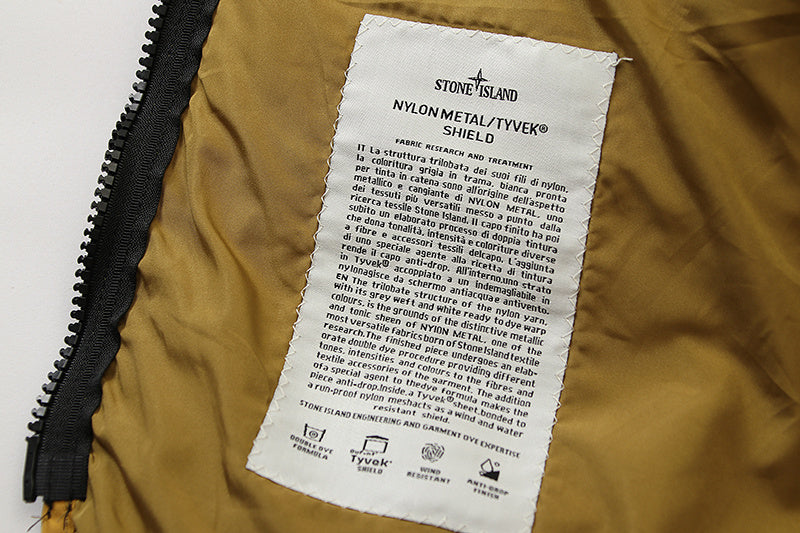 STONE ISLAND
NYLON METAL/TYVEK®
SHIELD
FABRIC RESEARCH AND TREATMENT
IT La struttura trilobata dei suoi fili di nylon,
la coloritura grigia in trama, bianca pronta
per tinta in catena sono all'origine dell'aspetto
metallico e cangiante di NYLON METAL, uno
dei tessuti più versatili messo a punto dalla
ricerca tessile Stone Island. Il capo finito ha poi
subito un elaborato processo di doppia tintura
che dona tonalità, intensità e coloriture diverse
a fibre e accessori tessili del capo. L'aggiunta
di uno speciale agente alla ricetta di tintura
rende il capo anti-drop. All'interno, uno strato
in Tyvek® accoppiato a un indemagliabile in
nylonagisce da schermo antiacqua e antivento.
EN The trilobate structure of the nylon yarn,
with its grey weft and white ready to dye warp
colours, is the grounds of the distinctive metallic
and tonic sheen of NYLON METAL, one of the
most versatile fabrics born of Stone Island textile
research. The finished piece undergoes an elab-
orate double dye procedure providing different
tones, intensities and colours to the fibres and
textile accessories of the garment. The addition
of a special agent to thedye formula makes the
piece anti-drop. Inside, a Tyvek® sheet, bonded to
a run-proof nylon meshacts as a wind and water
resistant shield.
STONE ISLAND ENGINEERING AND GARMENT DYE EXPERTISE
DOUBLE DYE
FORMULA
Tyvek®
SHIELD
WIND
RESISTANT
ANTI-DROP
FINISH